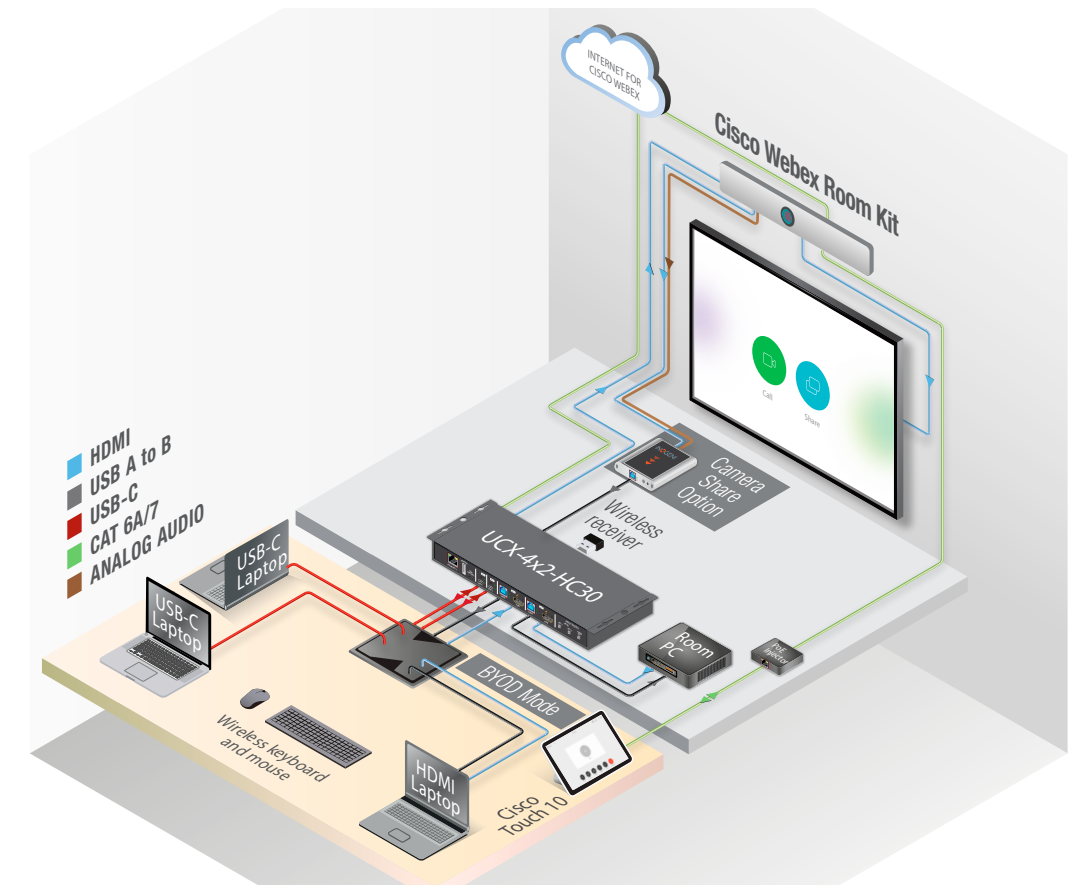 INTERNET FOR
CISCO WEBEX
Cisco Webex Room Kit
Call
Share
HDMI
USB A to B
USB-C
CAT 6A/7
ANALOG AUDIO
Camera
Share
Option
Wireless
receiver
UCX-4x2-HC30
USB-C
Laptop
USB-C
Laptop
Room
PC
PoE
Injector
BYOD Mode
Wireless keyboard
and mouse
HDMI
Laptop
Cisco
Touch 10